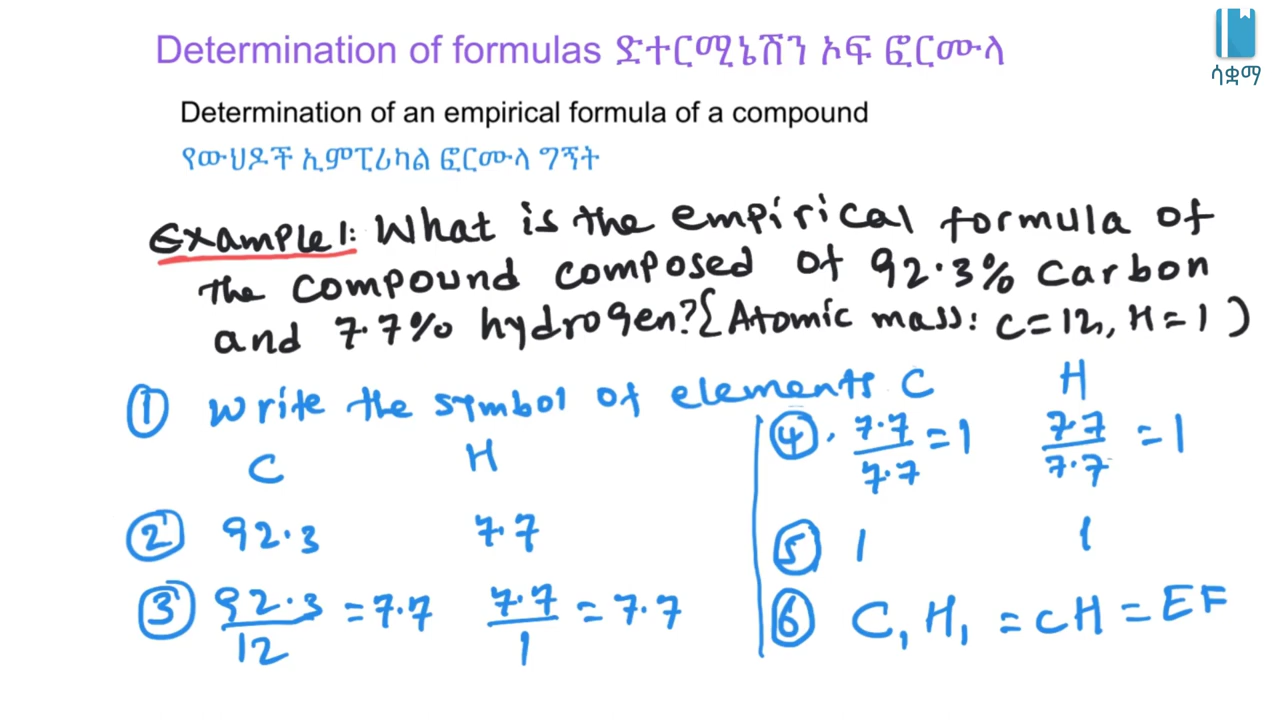 Determination of formulas ድተርሚኔሽን ኦፍ ፎርሙላ
ሳቋማ
Determination of an empirical formula of a compound
የውህዶች ኢምፒሪካል ፎርሙላ ግኝት
Example 1: What is the empirical formula of
the compound composed of 92.3% carbon
and 7.7% hydrogen? (Atomic mass: C=12, H=1)
① Write the symbol of elements
C H
② 92.3 7.7
③ 92.3/12 = 7.7 7.7/1 = 7.7
C H
④. 7.7/7.7 = 1 7.7/7.7 = 1
⑤ 1 1
⑥ C₁H₁ = CH = EF